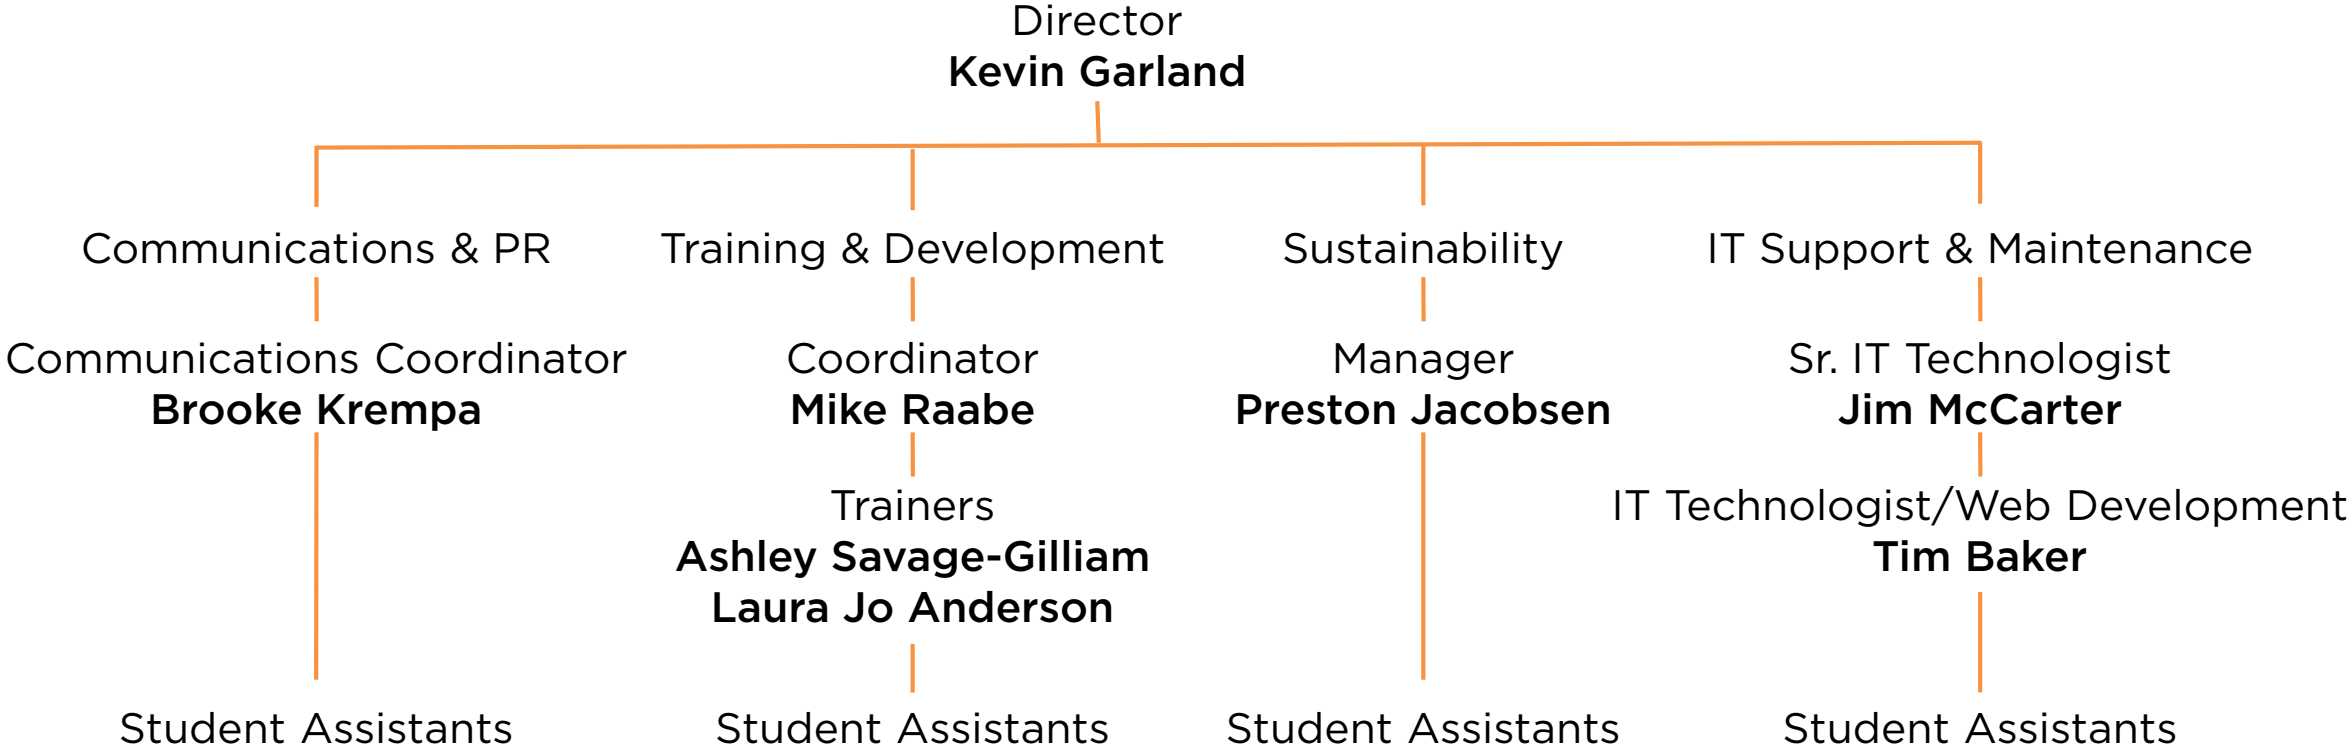 Director
Kevin Garland
Communications & PR
Training & Development
Sustainability
IT Support & Maintenance
Communications Coordinator
Brooke Krempa
Coordinator
Mike Raabe
Manager
Preston Jacobsen
Sr. IT Technologist
Jim McCarter
Trainers
Ashley Savage-Gilliam
Laura Jo Anderson
IT Technologist/Web Development
Tim Baker
Student Assistants
Student Assistants
Student Assistants
Student Assistants